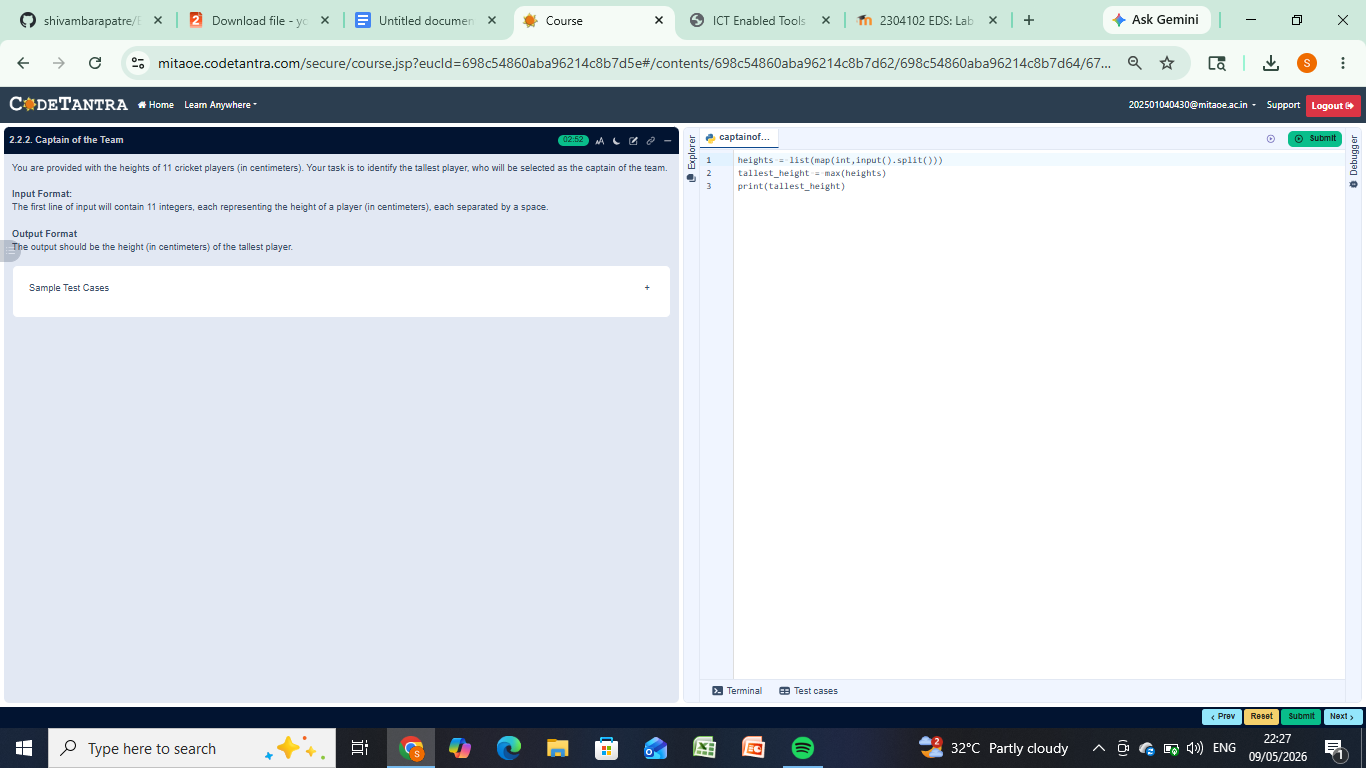 shivambarapatre/E
Download file - yo
Untitled documen
Course
ICT Enabled Tools
2304102 EDS: Lab
Ask Gemini
mitaoe.codetantra.com/secure/course.jsp?eucId=698c54860aba96214c8b7d5e#/contents/698c54860aba96214c8b7d62/698c54860aba96214c8b7d64/67...
S
CODETANTRA
Home
Learn Anywhere
202501040430@mitaoe.ac.in
Support
Logout
2.2.2. Captain of the Team
02:52
AA
You are provided with the heights of 11 cricket players (in centimeters). Your task is to identify the tallest player, who will be selected as the captain of the team.
Input Format:
The first line of input will contain 11 integers, each representing the height of a player (in centimeters), each separated by a space.
Output Format
The output should be the height (in centimeters) of the tallest player.
Sample Test Cases
+
Explorer
captainof...
Submit
Debugger
1 heights = list(map(int,input().split()))
2 tallest_height = max(heights)
3 print(tallest_height)
Terminal
Test cases
‹ Prev
Reset
Submit
Next ›
Type here to search
32°C Partly cloudy
ENG
22:27
09/05/2026